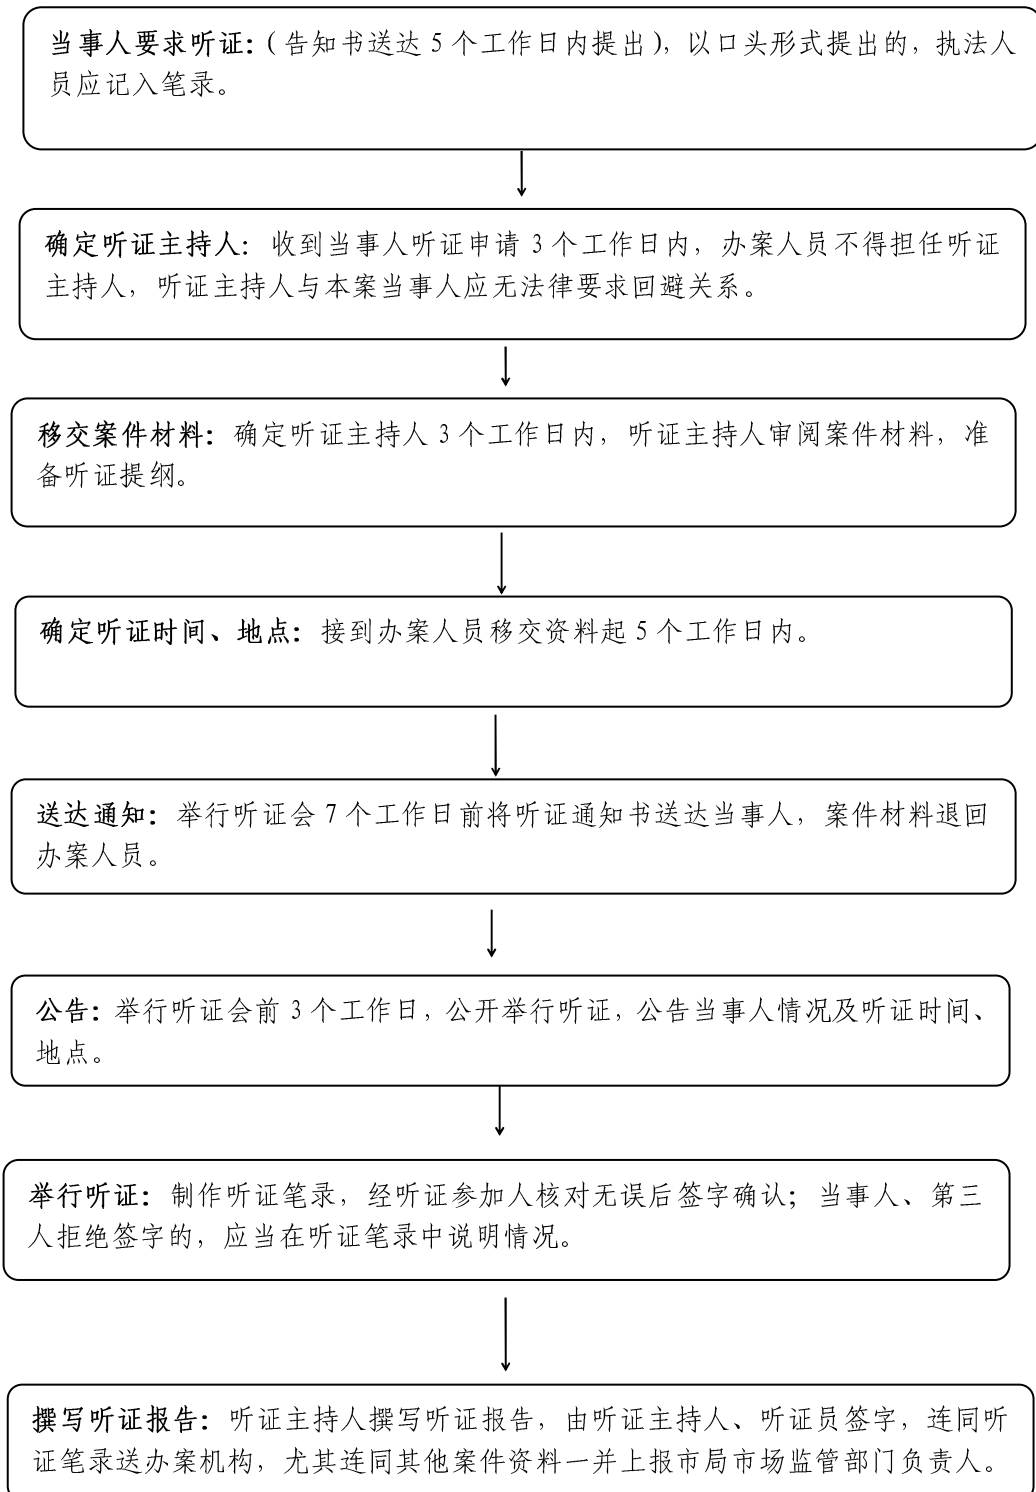 当事人要求听证：（告知书送达 5 个工作日内提出），以口头形式提出的，执法人
员应记入笔录。
确定听证主持人： 收到当事人听证申请 3 个工作日内，办案人员不得担任听证
主持人，听证主持人与本案当事人应无法律要求回避关系。
移交案件材料：确定听证主持人 3 个工作日内，听证主持人审阅案件材料，准
备听证提纲。
确定听证时间、地点：接到办案人员移交资料起 5 个工作日内。
送达通知：举行听证会 7 个工作日前将听证通知书送达当事人，案件材料退回
办案人员。
公告：举行听证会前 3 个工作日，公开举行听证，公告当事人情况及听证时间、
地点。
举行听证：制作听证笔录，经听证参加人核对无误后签字确认；当事人、第三
人拒绝签字的，应当在听证笔录中说明情况。
撰写听证报告：听证主持人撰写听证报告，由听证主持人、听证员签字，连同听
证笔录送办案机构，尤其连同其他案件资料一并上报市局市场监管部门负责人。